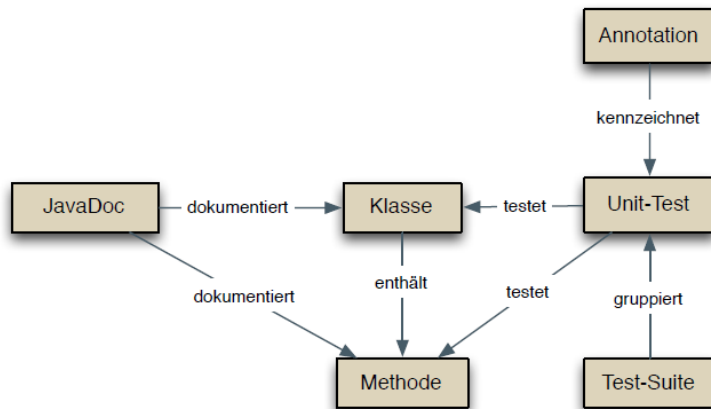 Annotation
kennzeichnet
JavaDoc
dokumentiert
Klasse
testet
Unit-Test
dokumentiert
enthält
testet
gruppiert
Methode
Test-Suite